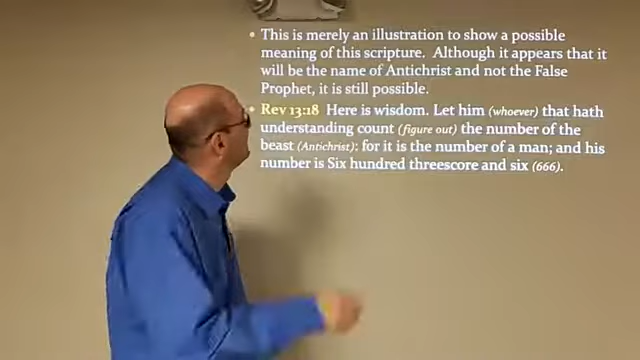 • This is merely an illustration to show a possible
meaning of this scripture. Although it appears that it
will be the name of Antichrist and not the False
Prophet, it is still possible.
• Rev 13:18 Here is wisdom. Let him (whoever) that hath
understanding count (figure out) the number of the
beast (Antichrist): for it is the number of a man; and his
number is Six hundred threescore and six (666).